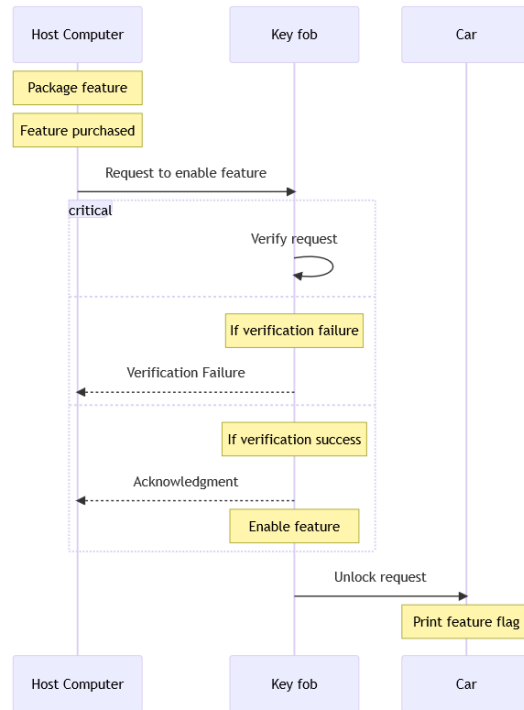 Host Computer
Key fob
Car
Package feature
Feature purchased
Request to enable feature
critical
Verify request
If verification failure
Verification Failure
If verification success
Acknowledgment
Enable feature
Unlock request
Print feature flag
Host Computer
Key fob
Car